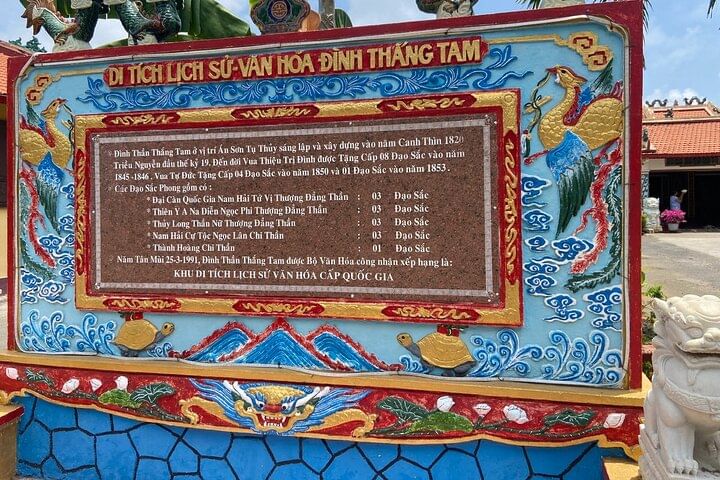 DI TÍCH LỊCH SỬ-VĂN HÓA ĐÌNH THẮNG TAM
Đình Thần Thắng Tam ở vị trí Án Sơn Tụ Thủy sáng lập và xây dựng vào năm Canh Thìn 1820
Triều Nguyễn đầu thế kỷ 19. Đến đời Vua Thiệu Trị Đình được Tặng Cấp 08 Đạo Sắc vào năm
1845 -1846 . Vua Tự Đức Tặng Cấp 04 Đạo Sắc vào năm 1850 và 01 Đạo Sắc vào năm 1853 .
* Các Đạo Sắc Phong gồm có :
* Đại Càn Quốc Gia Nam Hải Tứ Vị Thượng Đẳng Thần : 03 Đạo Sắc
* Thiên Y A Na Diễn Ngọc Phi Thượng Đẳng Thần : 03 Đạo Sắc
* Thủy Long Thần Nữ Thượng Đẳng Thần : 03 Đạo Sắc
* Nam Hải Cự Tộc Ngọc Lân Chi Thần : 03 Đạo Sắc
* Thành Hoàng Chi Thần : 01 Đạo Sắc
Năm Tân Mùi 25-3-1991, Đình Thần Thắng Tam được Bộ Văn Hóa công nhận xếp hạng là:
KHU DI TÍCH LỊCH SỬ VĂN HÓA CẤP QUỐC GIA